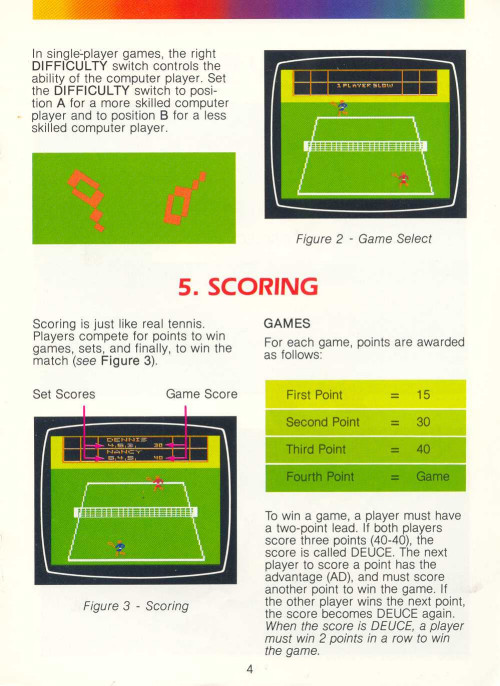 In single-player games, the right
DIFFICULTY switch controls the
ability of the computer player. Set
the DIFFICULTY switch to posi-
tion A for a more skilled computer
player and to position B for a less
skilled computer player.
1 PLAYER SLOW
Figure 2 - Game Select
5. SCORING
Scoring is just like real tennis.
Players compete for points to win
games, sets, and finally, to win the
match (see Figure 3).
Set Scores Game Score
DENNIS
4.6.3. 30
NANCY
40
Figure 3 - Scoring
GAMES
For each game, points are awarded
as follows:
First Point = 15
Second Point = 30
Third Point = 40
Fourth Point = Game
To win a game, a player must have
a two-point lead. If both players
score three points (40-40), the
score is called DEUCE. The next
player to score a point has the
advantage (AD), and must score
another point to win the game. If
the other player wins the next point,
the score becomes DEUCE again.
When the score is DEUCE, a player
must win 2 points in a row to win
the game.
4